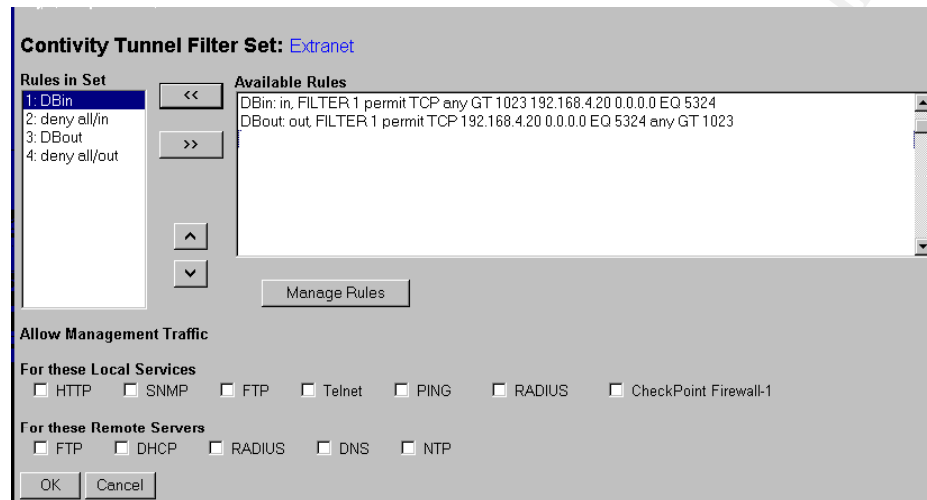 Contivity Tunnel Filter Set: Extranet
Rules in Set
1: DBin
2: deny all/in
3: DBout
4: deny all/out
<<
>>
^
v
Available Rules
DBin: in, FILTER 1 permit TCP any GT 1023 192.168.4.20 0.0.0.0 EQ 5324
DBout: out, FILTER 1 permit TCP 192.168.4.20 0.0.0.0 EQ 5324 any GT 1023
Manage Rules
Allow Management Traffic
For these Local Services
HTTP SNMP FTP Telnet PING RADIUS CheckPoint Firewall-1
For these Remote Servers
FTP DHCP RADIUS DNS NTP
OK Cancel